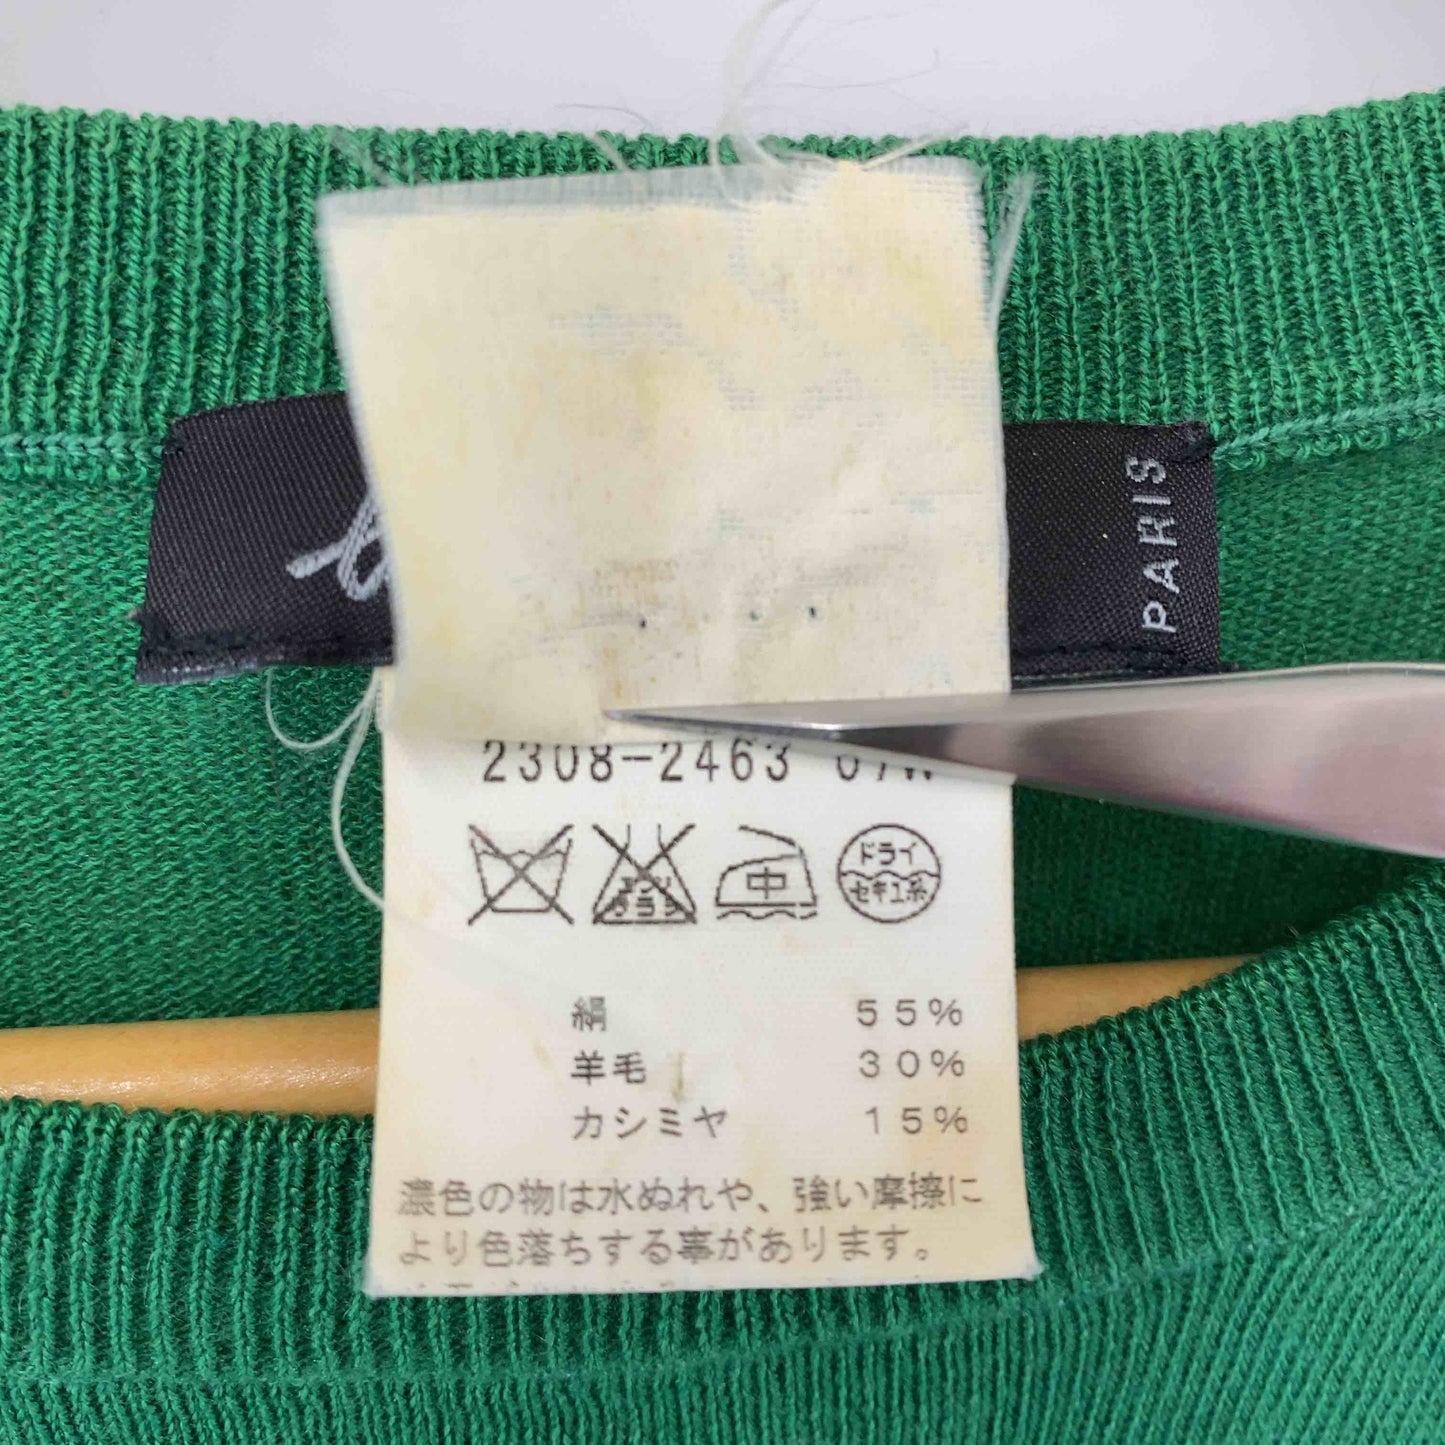 PARIS
2308-2463 07W
中
ドライ
セキユ系
絹 55%
羊毛 30%
カシミヤ 15%
濃色の物は水ぬれや、強い摩擦に
より色落ちする事があります。